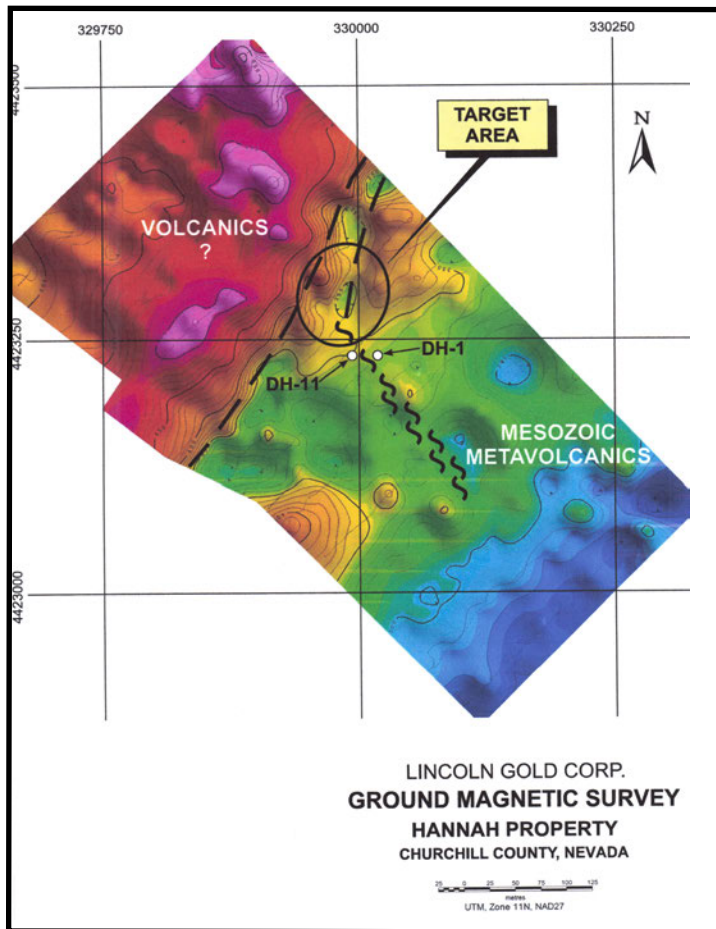 329750
330000
330250
4423500
TARGET
AREA
N
VOLCANICS
?
4423250
DH-1
DH-11
MESOZOIC
METAVOLCANICS
4423000
LINCOLN GOLD CORP.
GROUND MAGNETIC SURVEY
HANNAH PROPERTY
CHURCHILL COUNTY, NEVADA
25 0 25 50 75 100 125
metres
UTM, Zone 11N, NAD27